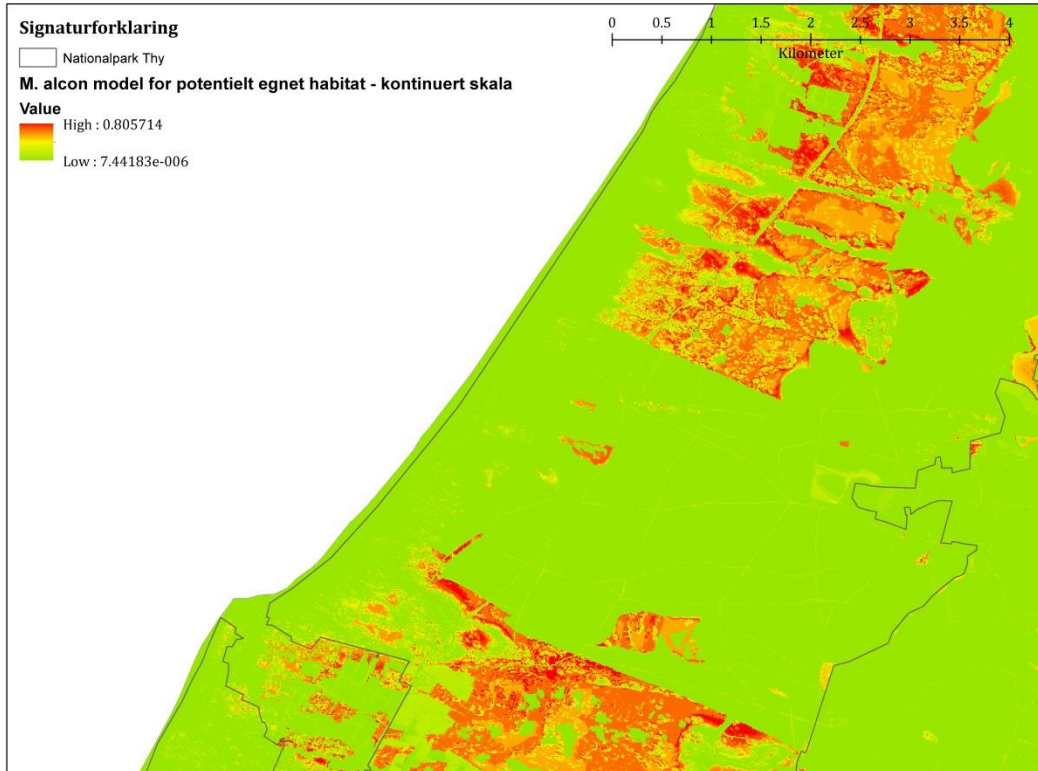 Signaturforklaring
Nationalpark Thy
M. alcon model for potentielt egnet habitat - kontinuert skala
Value
High : 0.805714
Low : 7.44183e-006
0 0.5 1 1.5 2 2.5 3 3.5 4
Kilometer